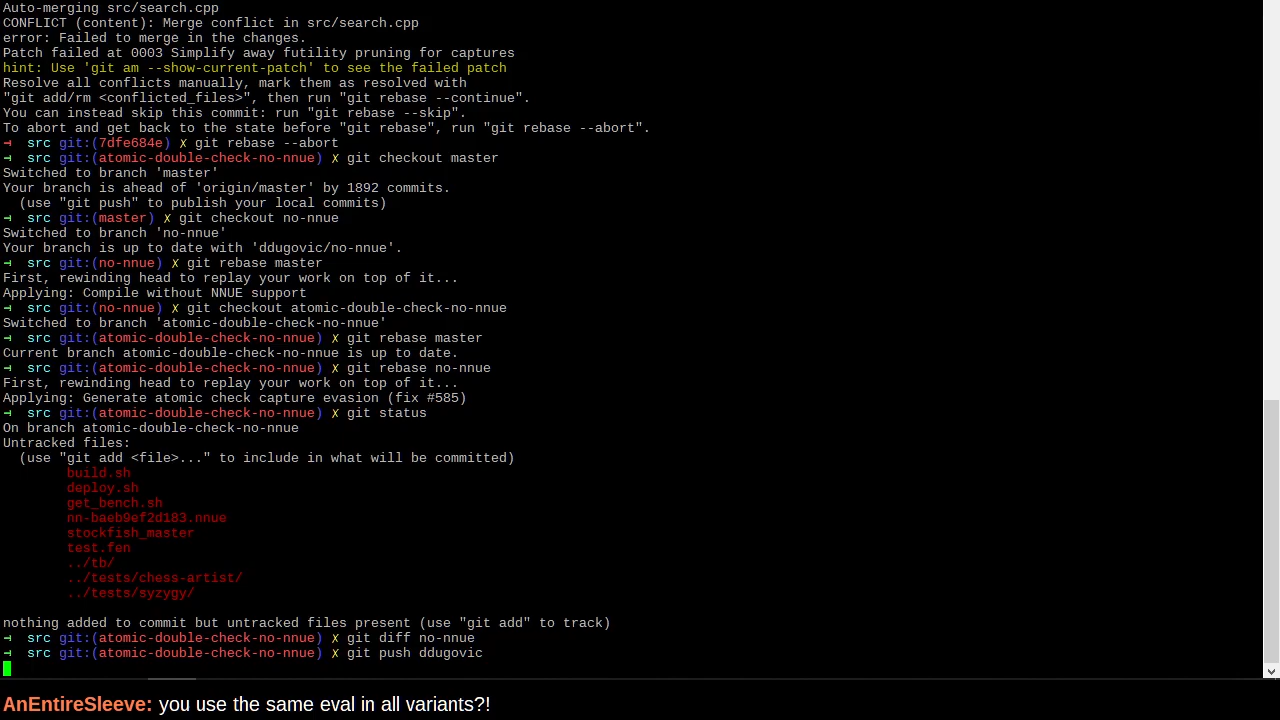 Auto-merging src/search.cpp
CONFLICT (content): Merge conflict in src/search.cpp
error: Failed to merge in the changes.
Patch failed at 0003 Simplify away futility pruning for captures
hint: Use 'git am --show-current-patch' to see the failed patch
Resolve all conflicts manually, mark them as resolved with
"git add/rm <conflicted_files>", then run "git rebase --continue".
You can instead skip this commit: run "git rebase --skip".
To abort and get back to the state before "git rebase", run "git rebase --abort".
→ src git:(7dfe684e) ✗ git rebase --abort
→ src git:(atomic-double-check-no-nnue) ✗ git checkout master
Switched to branch 'master'
Your branch is ahead of 'origin/master' by 1892 commits.
(use "git push" to publish your local commits)
→ src git:(master) ✗ git checkout no-nnue
Switched to branch 'no-nnue'
Your branch is up to date with 'ddugovic/no-nnue'.
→ src git:(no-nnue) ✗ git rebase master
First, rewinding head to replay your work on top of it...
Applying: Compile without NNUE support
→ src git:(no-nnue) ✗ git checkout atomic-double-check-no-nnue
Switched to branch 'atomic-double-check-no-nnue'
→ src git:(atomic-double-check-no-nnue) ✗ git rebase master
Current branch atomic-double-check-no-nnue is up to date.
→ src git:(atomic-double-check-no-nnue) ✗ git rebase no-nnue
First, rewinding head to replay your work on top of it...
Applying: Generate atomic check capture evasion (fix #585)
→ src git:(atomic-double-check-no-nnue) ✗ git status
On branch atomic-double-check-no-nnue
Untracked files:
(use "git add <file>..." to include in what will be committed)
build.sh
deploy.sh
get_bench.sh
nn-baeb9ef2d183.nnue
stockfish_master
test.fen
../tb/
../tests/chess-artist/
../tests/syzygy/
nothing added to commit but untracked files present (use "git add" to track)
→ src git:(atomic-double-check-no-nnue) ✗ git diff no-nnue
→ src git:(atomic-double-check-no-nnue) ✗ git push ddugovic
AnEntireSleeve: you use the same eval in all variants?!